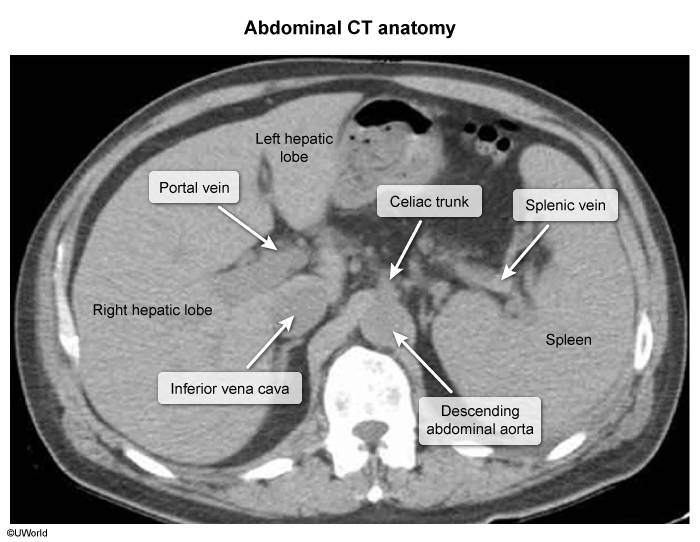 Abdominal CT anatomy
Left hepatic
lobe
Portal vein
Celiac trunk
Splenic vein
Right hepatic lobe
Spleen
Inferior vena cava
Descending
abdominal aorta
©UWorld